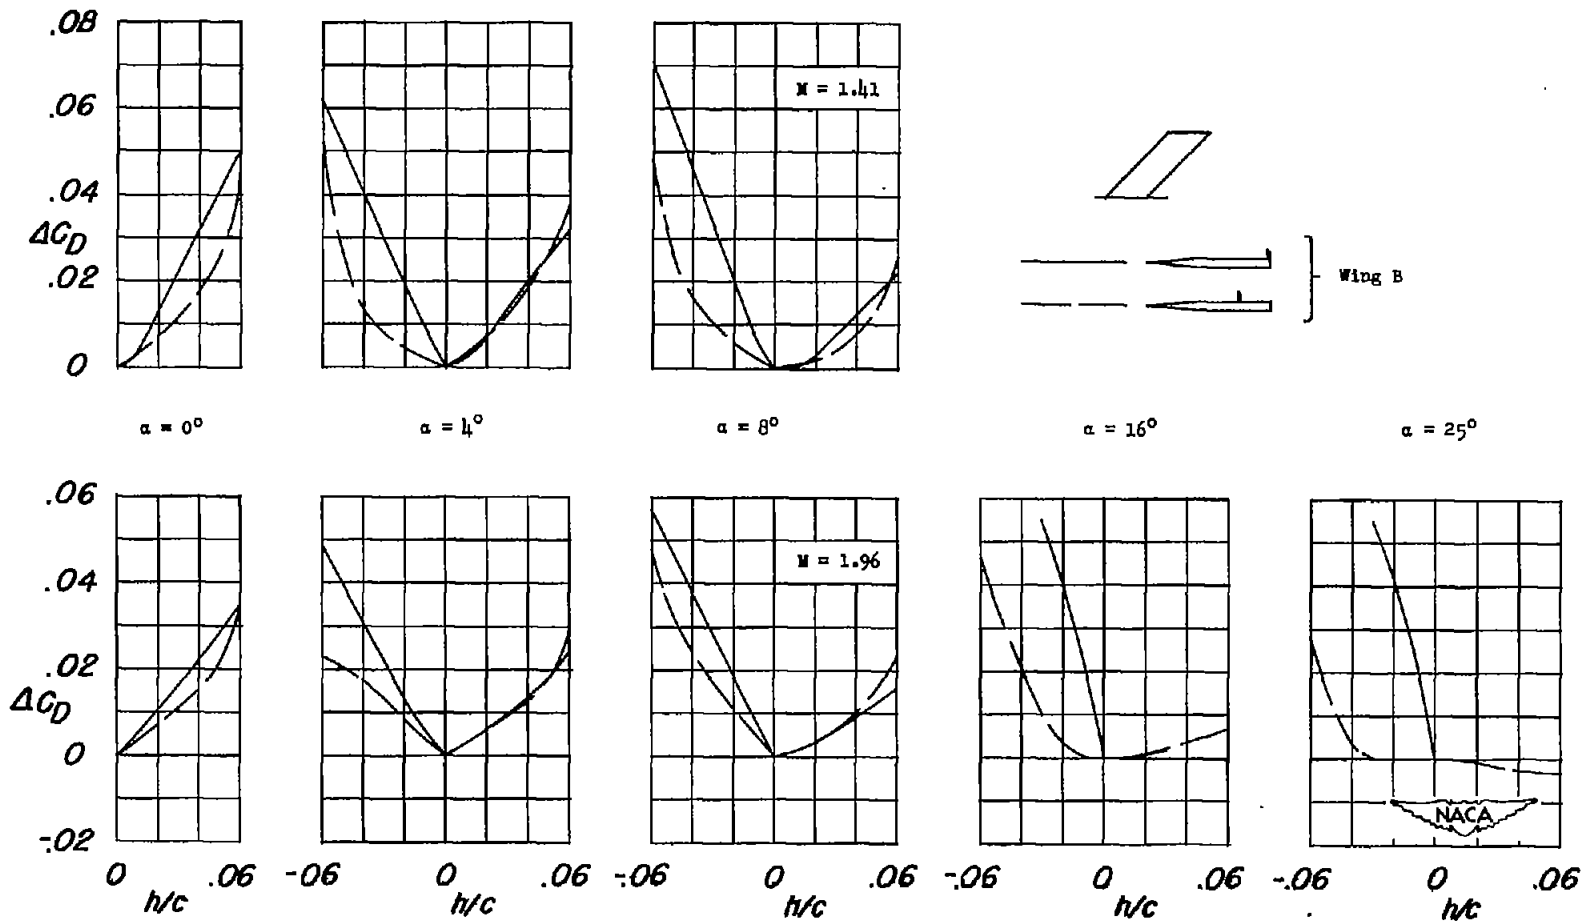 .08
.06
.04
ΔC_D
.02
0
M = 1.41
Wing B
α = 0°
α = 4°
α = 8°
α = 16°
α = 25°
.06
.04
.02
ΔC_D
0
-.02
M = 1.96
NACA
0 .06
-.06 0 .06
-.06 0 .06
-.06 0 .06
-.06 0 .06
h/c
h/c
h/c
h/c
h/c